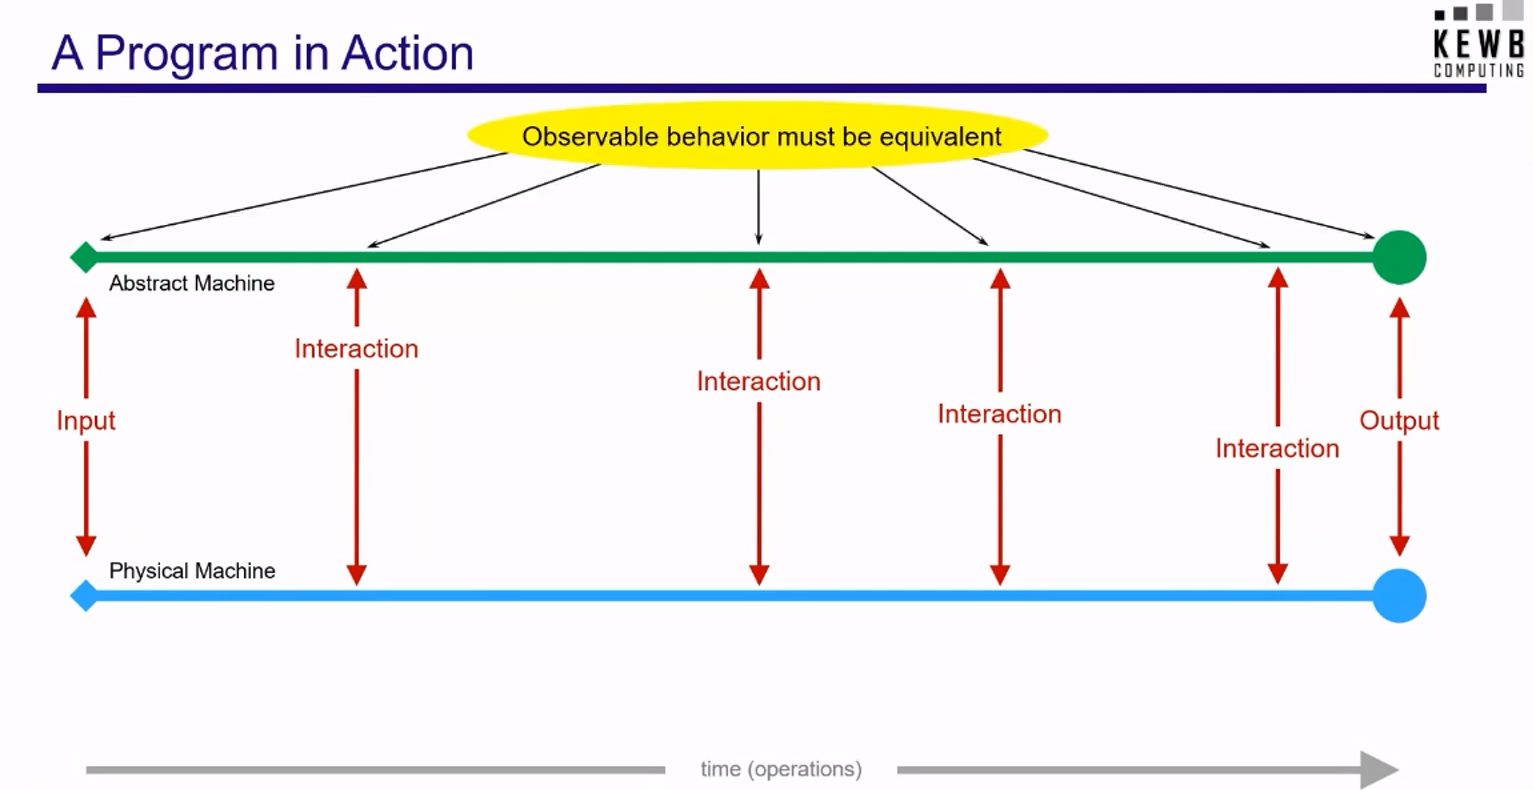 A Program in Action
KEWB
COMPUTING
Observable behavior must be equivalent
Abstract Machine
Interaction
Interaction
Interaction
Interaction
Input
Output
Physical Machine
time (operations)